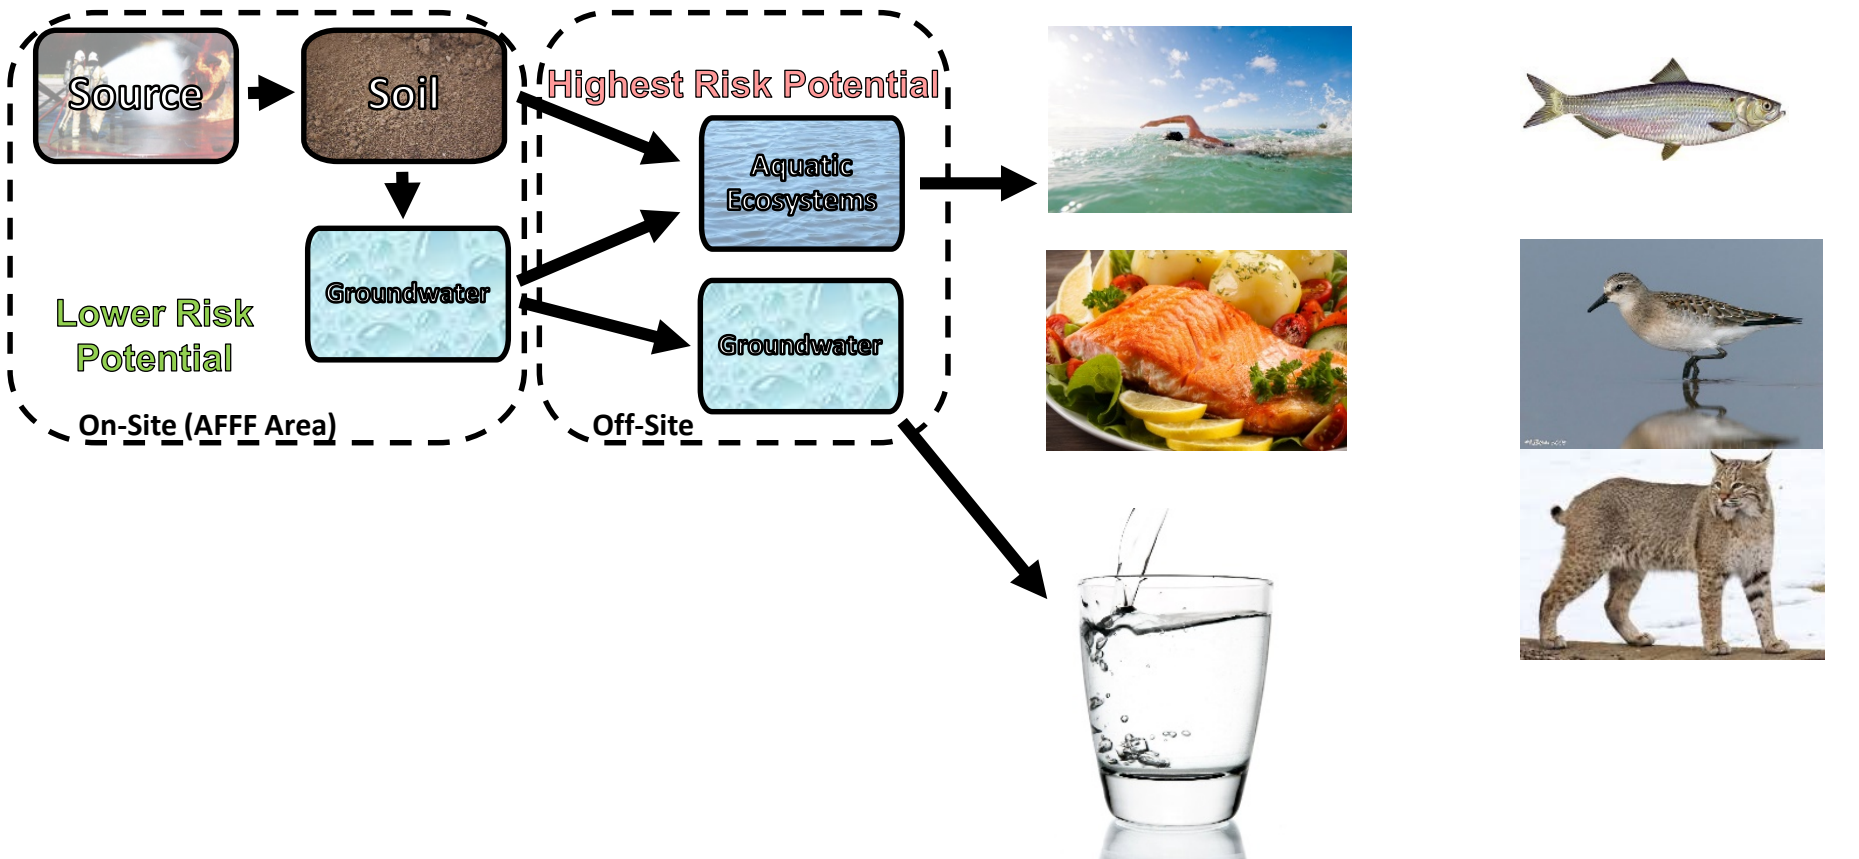 Source
Soil
Highest Risk Potential
Aquatic
Ecosystems
Groundwater
Lower Risk
Potential
Groundwater
On-Site (AFFF Area)
Off-Site